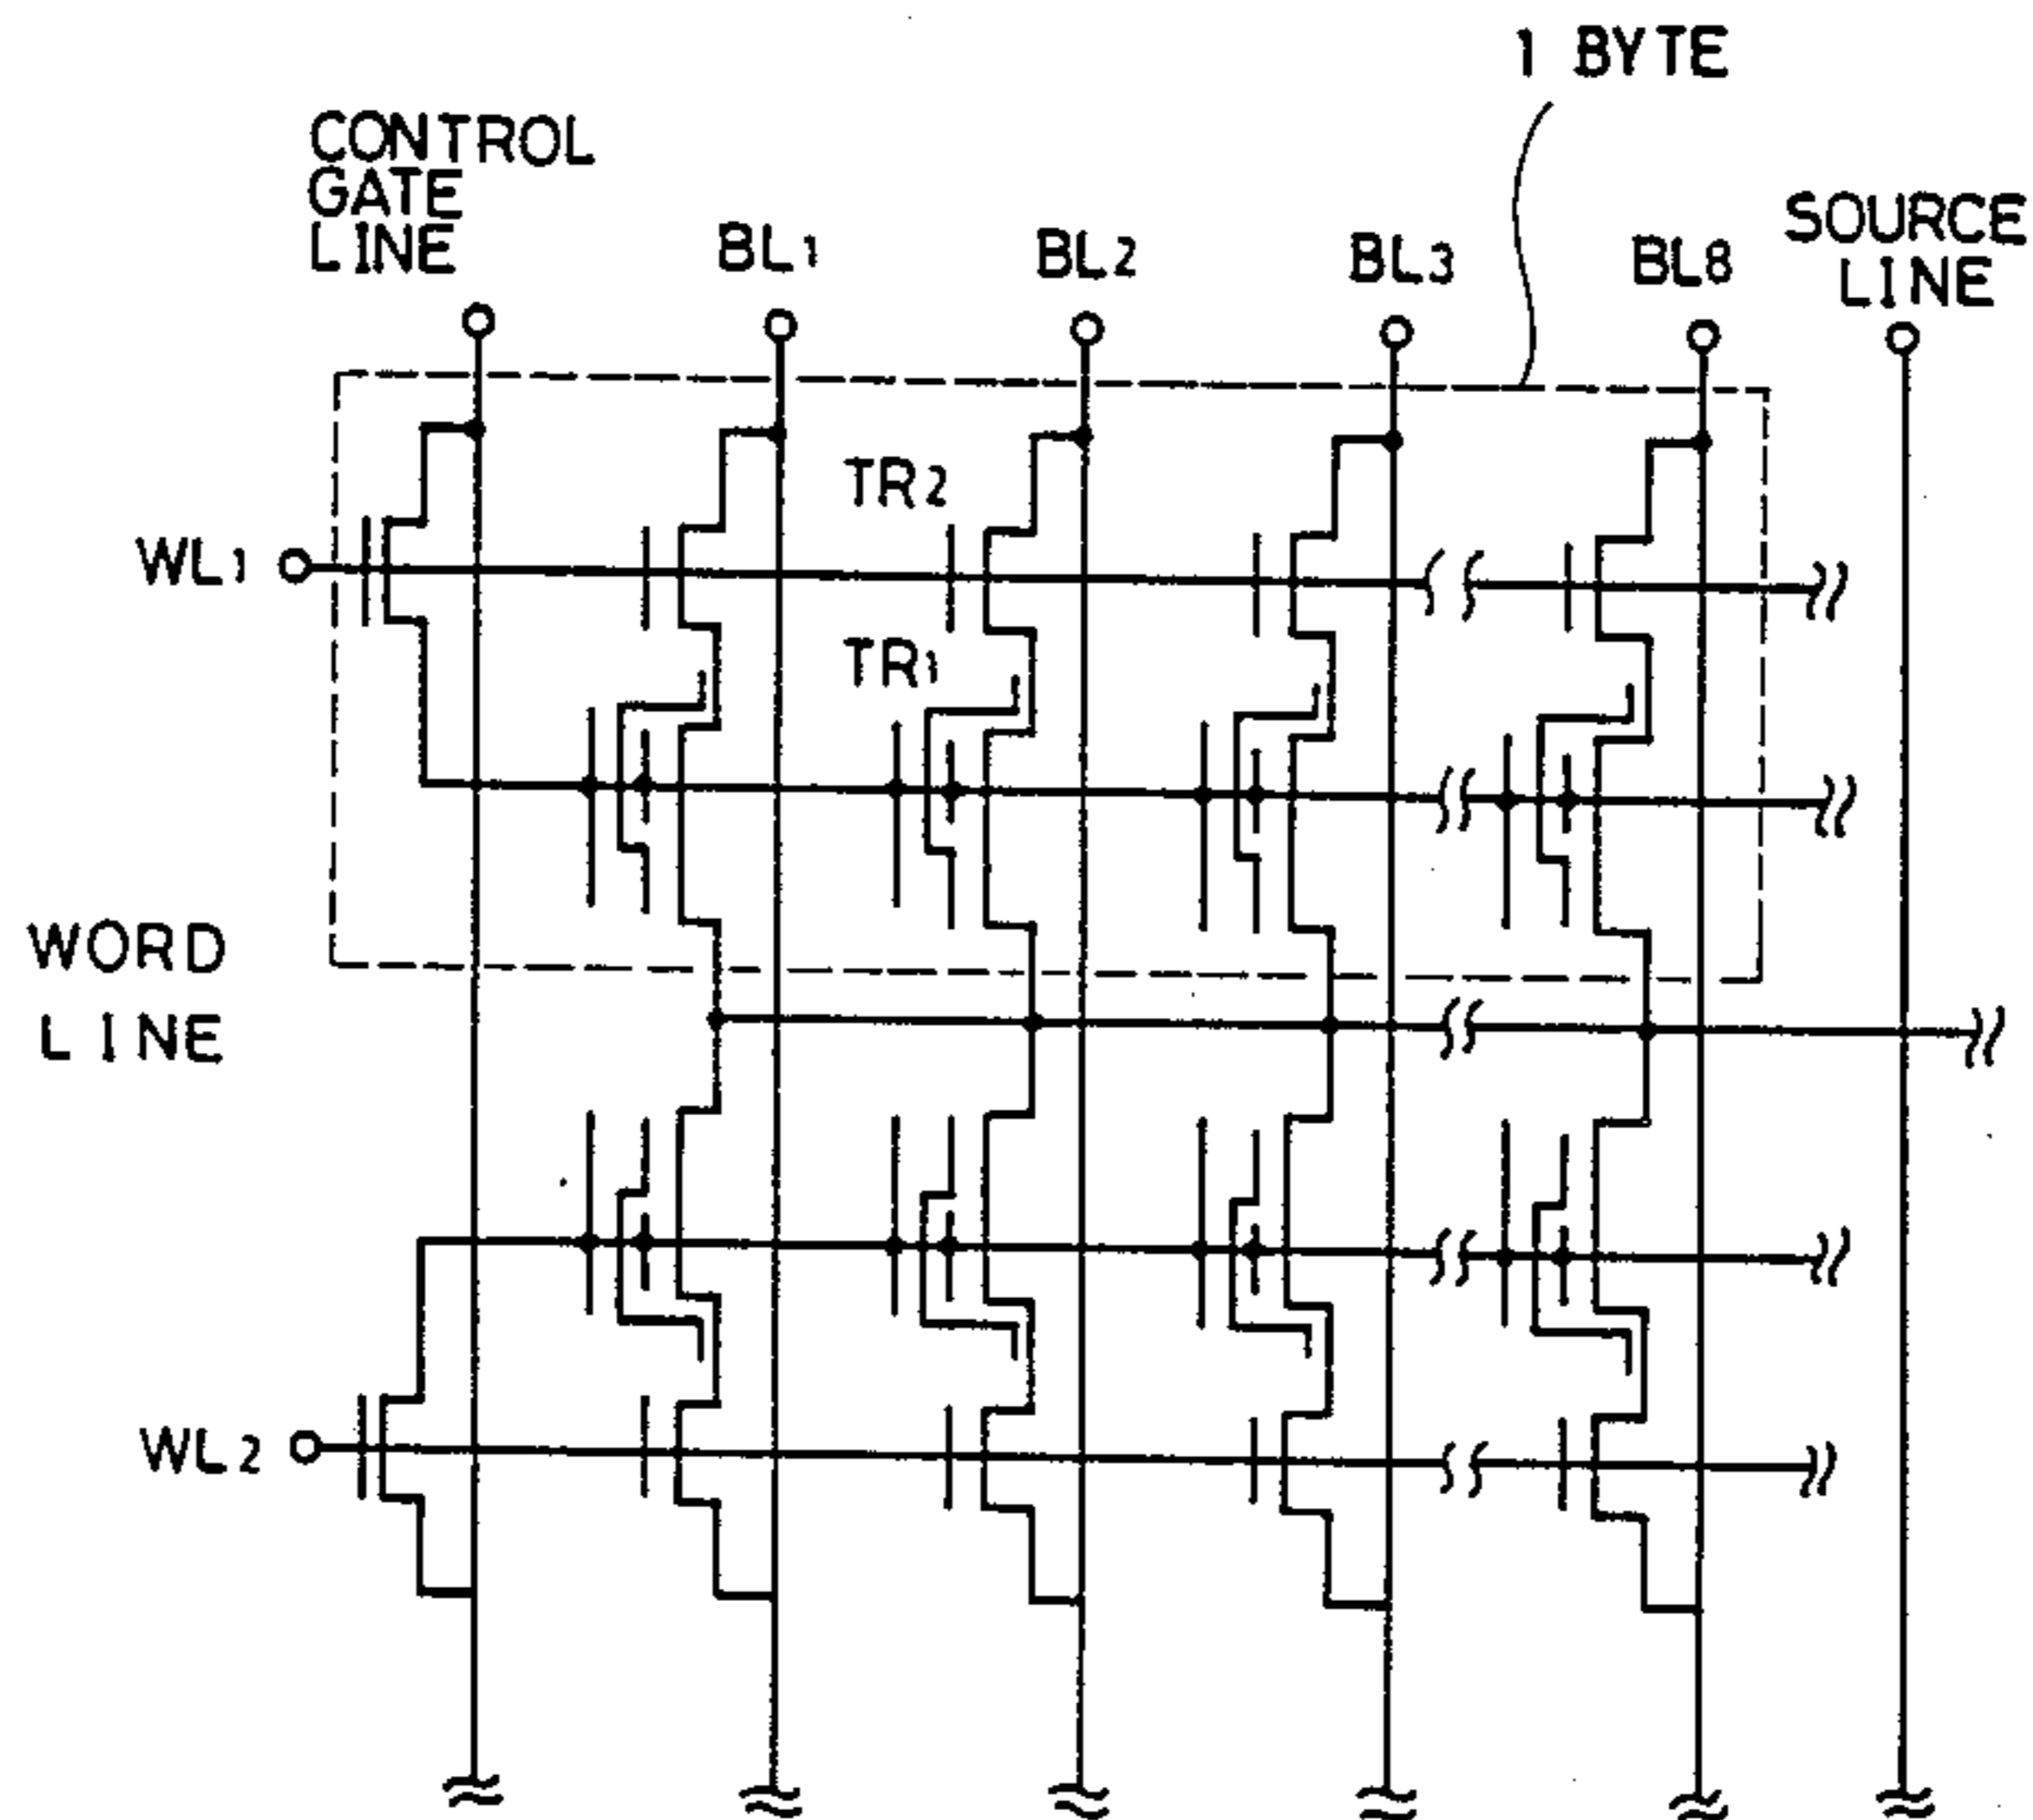 1 BYTE
CONTROL
GATE
LINE
BL1
BL2
BL3
BL8
SOURCE
LINE
TR2
WL1
TR1
WORD
LINE
WL2